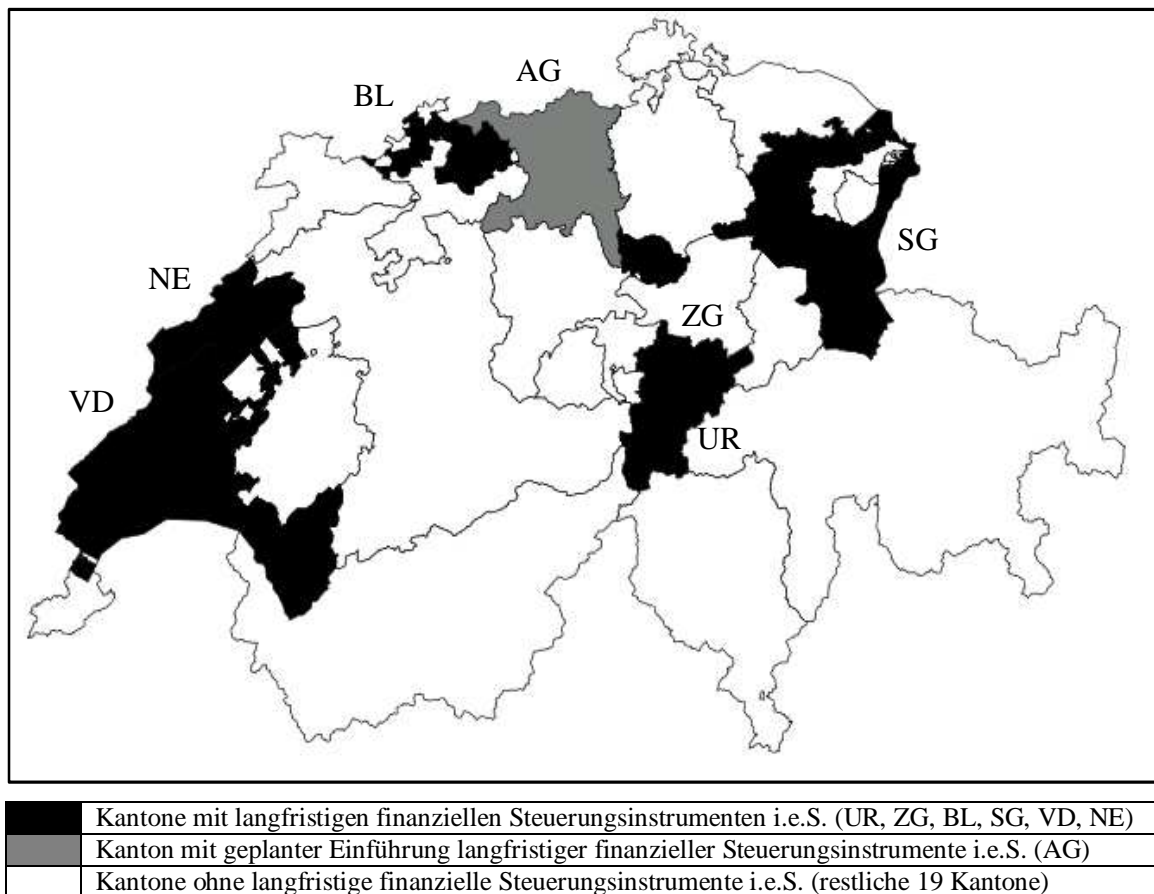 AG
BL
SG
NE
ZG
VD
UR
Kantone mit langfristigen finanziellen Steuerungsinstrumenten i.e.S. (UR, ZG, BL, SG, VD, NE)
Kanton mit geplanter Einführung langfristiger finanzieller Steuerungsinstrumente i.e.S. (AG)
Kantone ohne langfristige finanzielle Steuerungsinstrumente i.e.S. (restliche 19 Kantone)